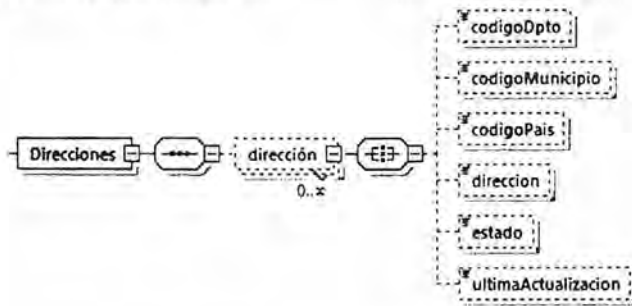 codigoDpto
codigoMunicipio
codigoPais
Direcciones
dirección
0..x
direccion
estado
ultimaActualizacion